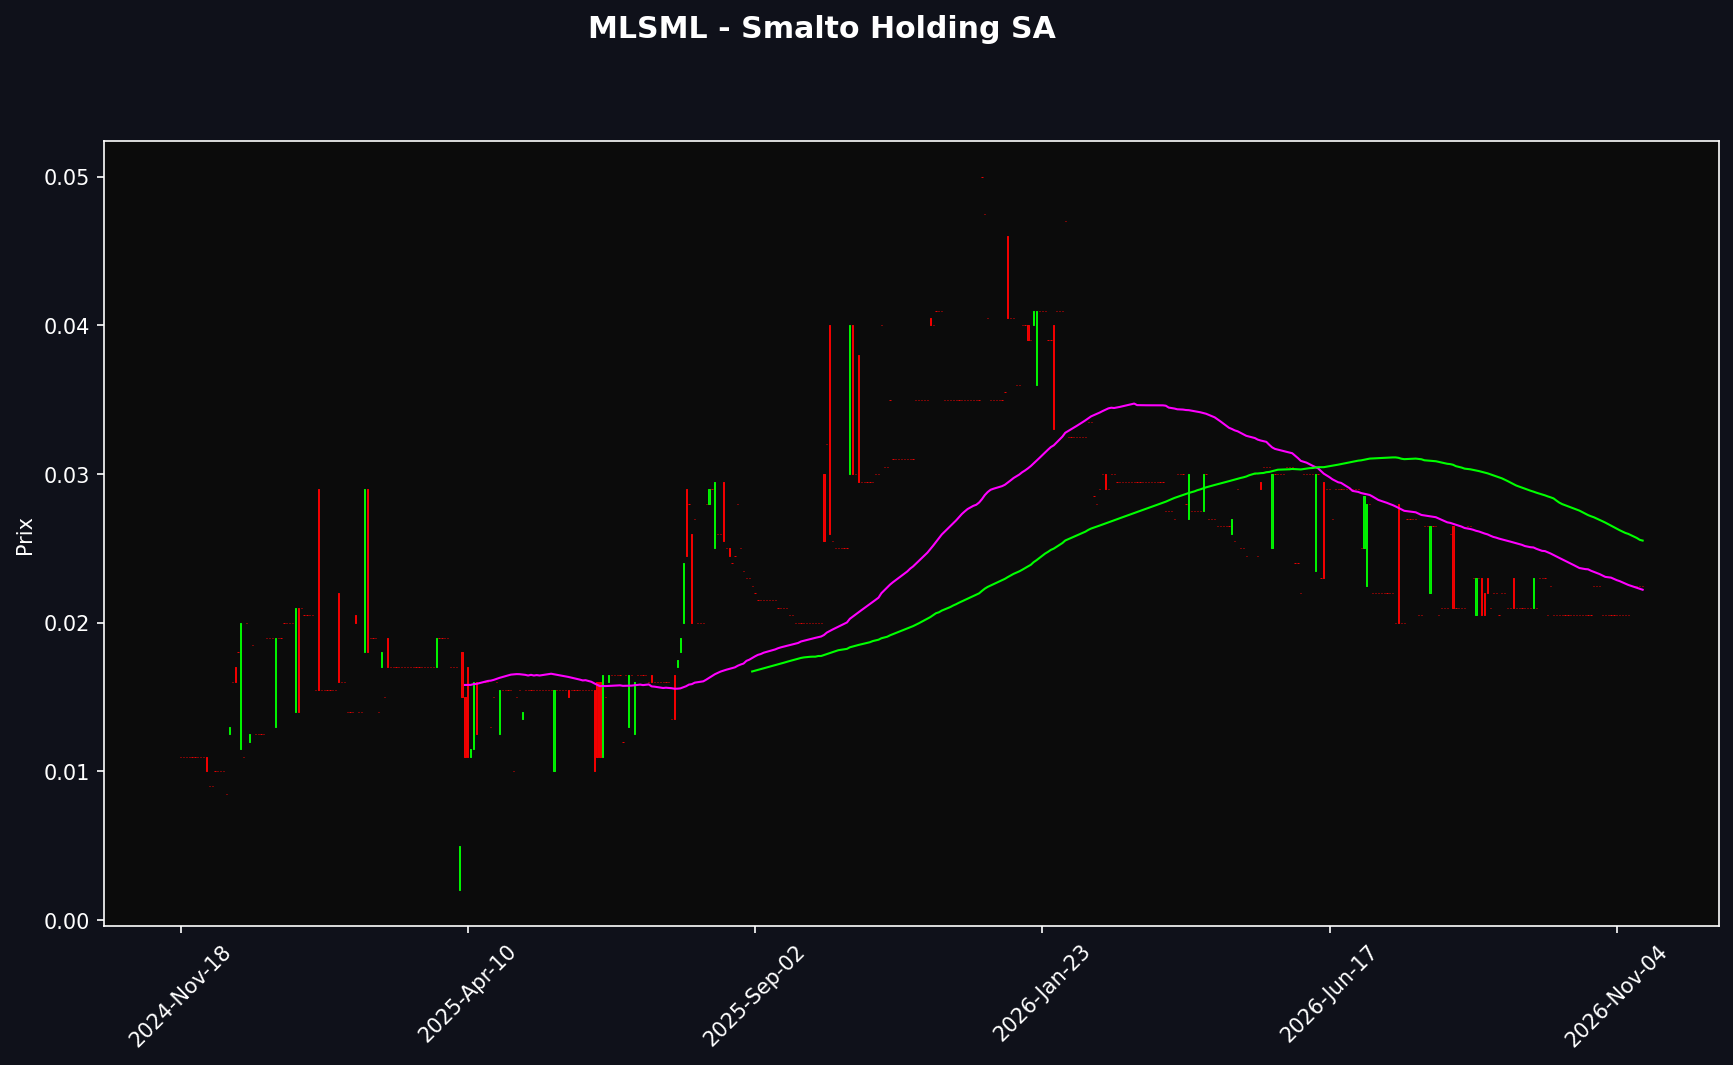 MLSML - Smalto Holding SA
Prix
0.05
0.04
0.03
0.02
0.01
0.00
2024-Nov-18
2025-Apr-10
2025-Sep-02
2026-Jan-23
2026-Jun-17
2026-Nov-04